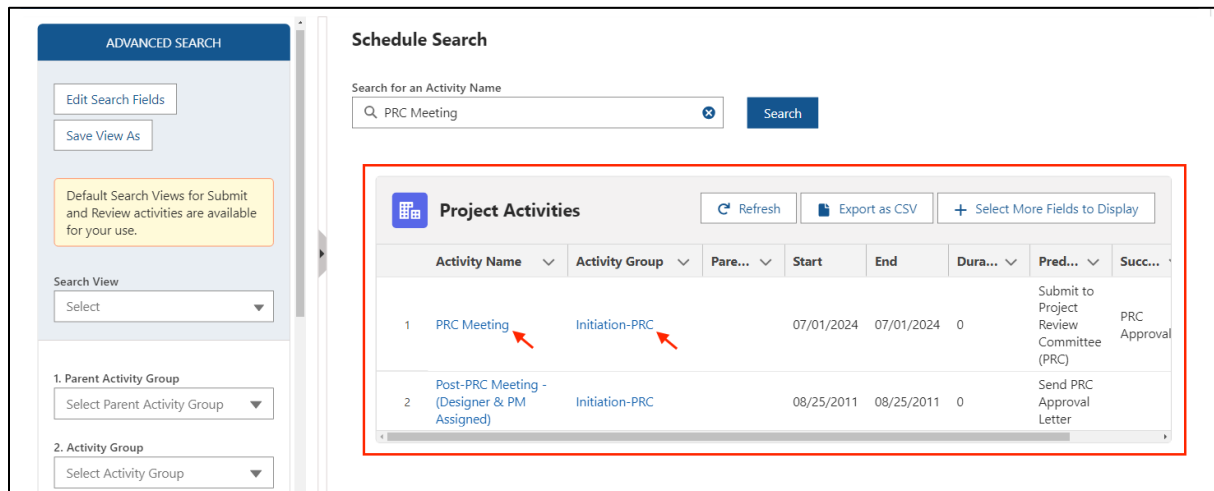 ADVANCED SEARCH
Edit Search Fields
Save View As
Default Search Views for Submit
and Review activities are available
for your use.
Search View
Select
1. Parent Activity Group
Select Parent Activity Group
2. Activity Group
Select Activity Group
Schedule Search
Search for an Activity Name
PRC Meeting
Search
Project Activities
Refresh
Export as CSV
+ Select More Fields to Display
Activity Name Activity Group Pare... Start End Dura... Pred... Succ...
1 PRC Meeting Initiation-PRC 07/01/2024 07/01/2024 0
Submit to
Project
Review
Committee
(PRC)
PRC
Approval
2
Post-PRC Meeting -
(Designer & PM
Assigned)
Initiation-PRC 08/25/2011 08/25/2011 0
Send PRC
Approval
Letter